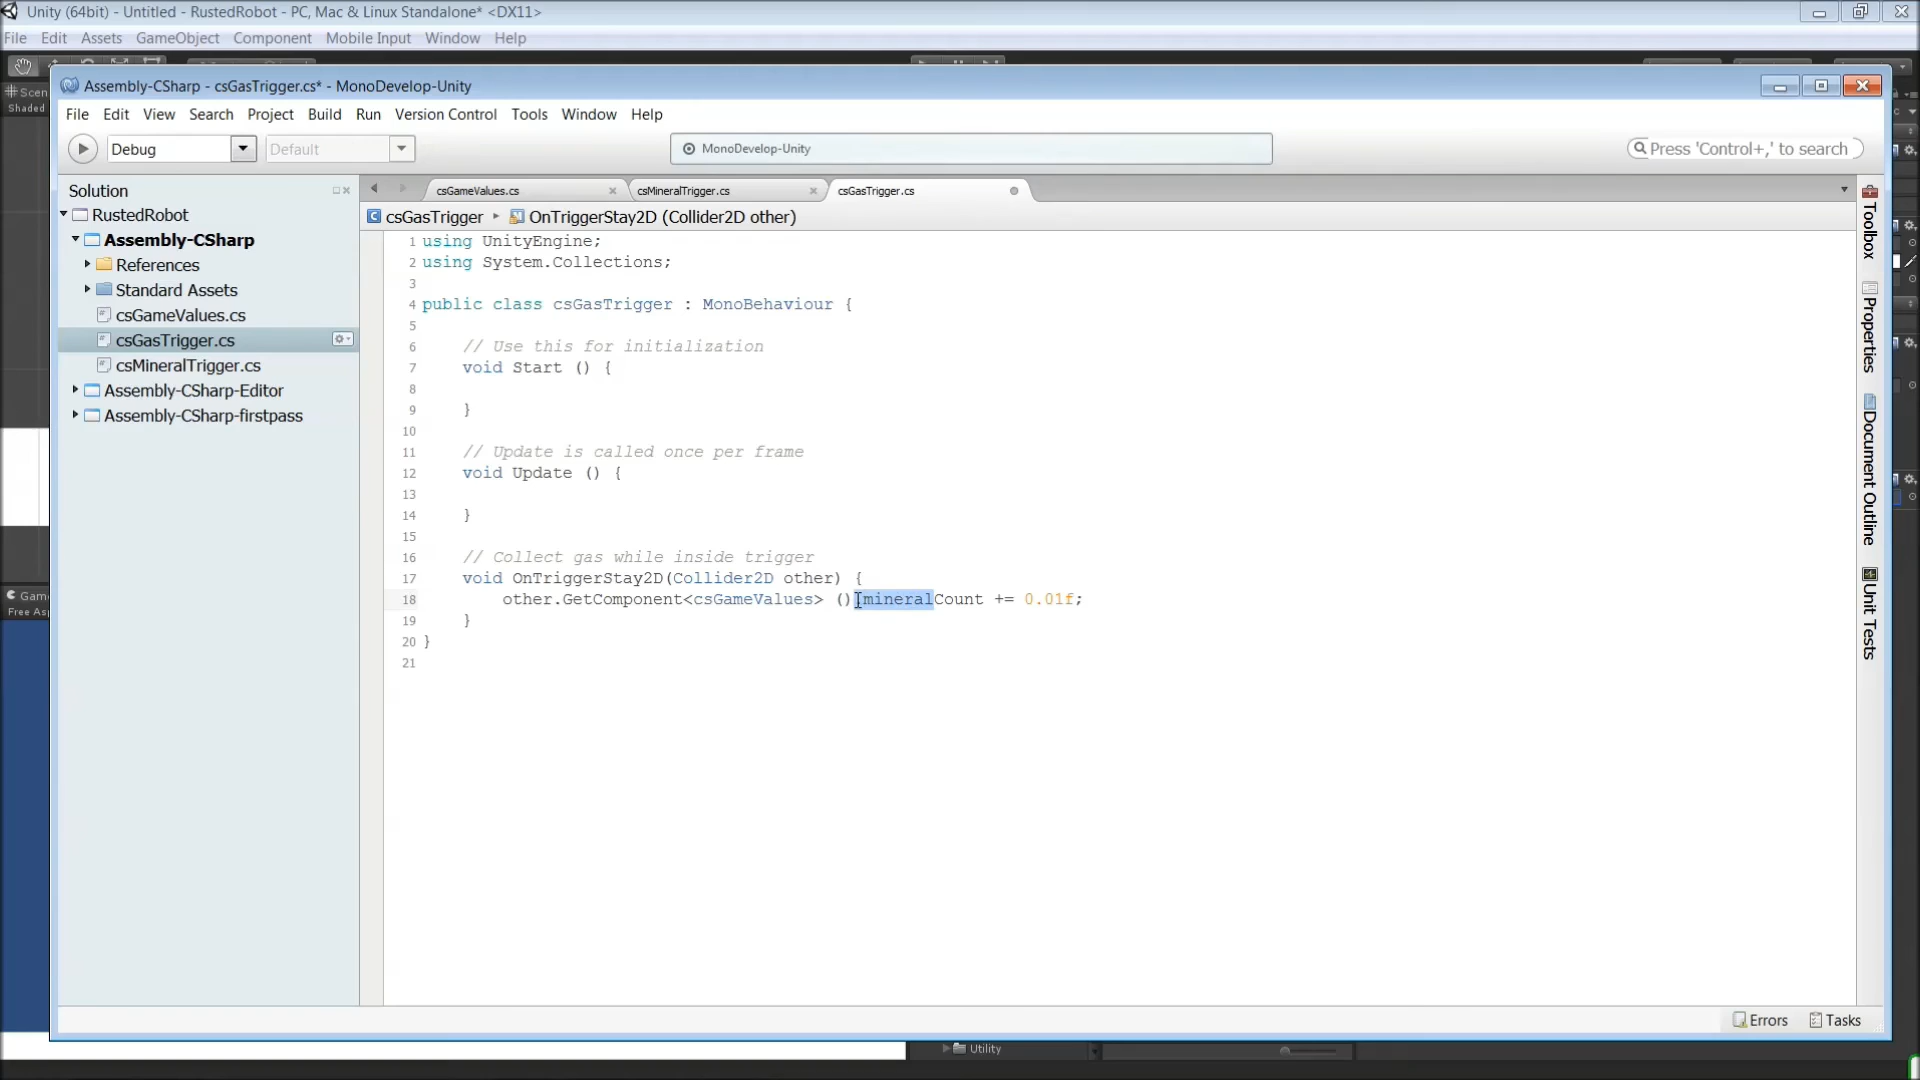 Unity (64bit) - Untitled - RustedRobot - PC, Mac & Linux Standalone* <DX11>
File Edit Assets GameObject Component Mobile Input Window Help
Scen
Shaded
Assembly-CSharp - csGasTrigger.cs* - MonoDevelop-Unity
File Edit View Search Project Build Run Version Control Tools Window Help
Debug Default MonoDevelop-Unity Press 'Control+,' to search
Solution
RustedRobot
Assembly-CSharp
References
Standard Assets
csGameValues.cs
csGasTrigger.cs
csMineralTrigger.cs
Assembly-CSharp-Editor
Assembly-CSharp-firstpass
csGameValues.cs csMineralTrigger.cs csGasTrigger.cs
csGasTrigger OnTriggerStay2D (Collider2D other)
1 using UnityEngine;
2 using System.Collections;
3
4 public class csGasTrigger : MonoBehaviour {
5
6 // Use this for initialization
7 void Start () {
8
9 }
10
11 // Update is called once per frame
12 void Update () {
13
14 }
15
16 // Collect gas while inside trigger
17 void OnTriggerStay2D(Collider2D other) {
18 other.GetComponent<csGameValues> () mineralCount += 0.01f;
19 }
20 }
21
Toolbox
Properties
Document Outline
Unit Tests
Gam
Free As
Errors Tasks
Utility